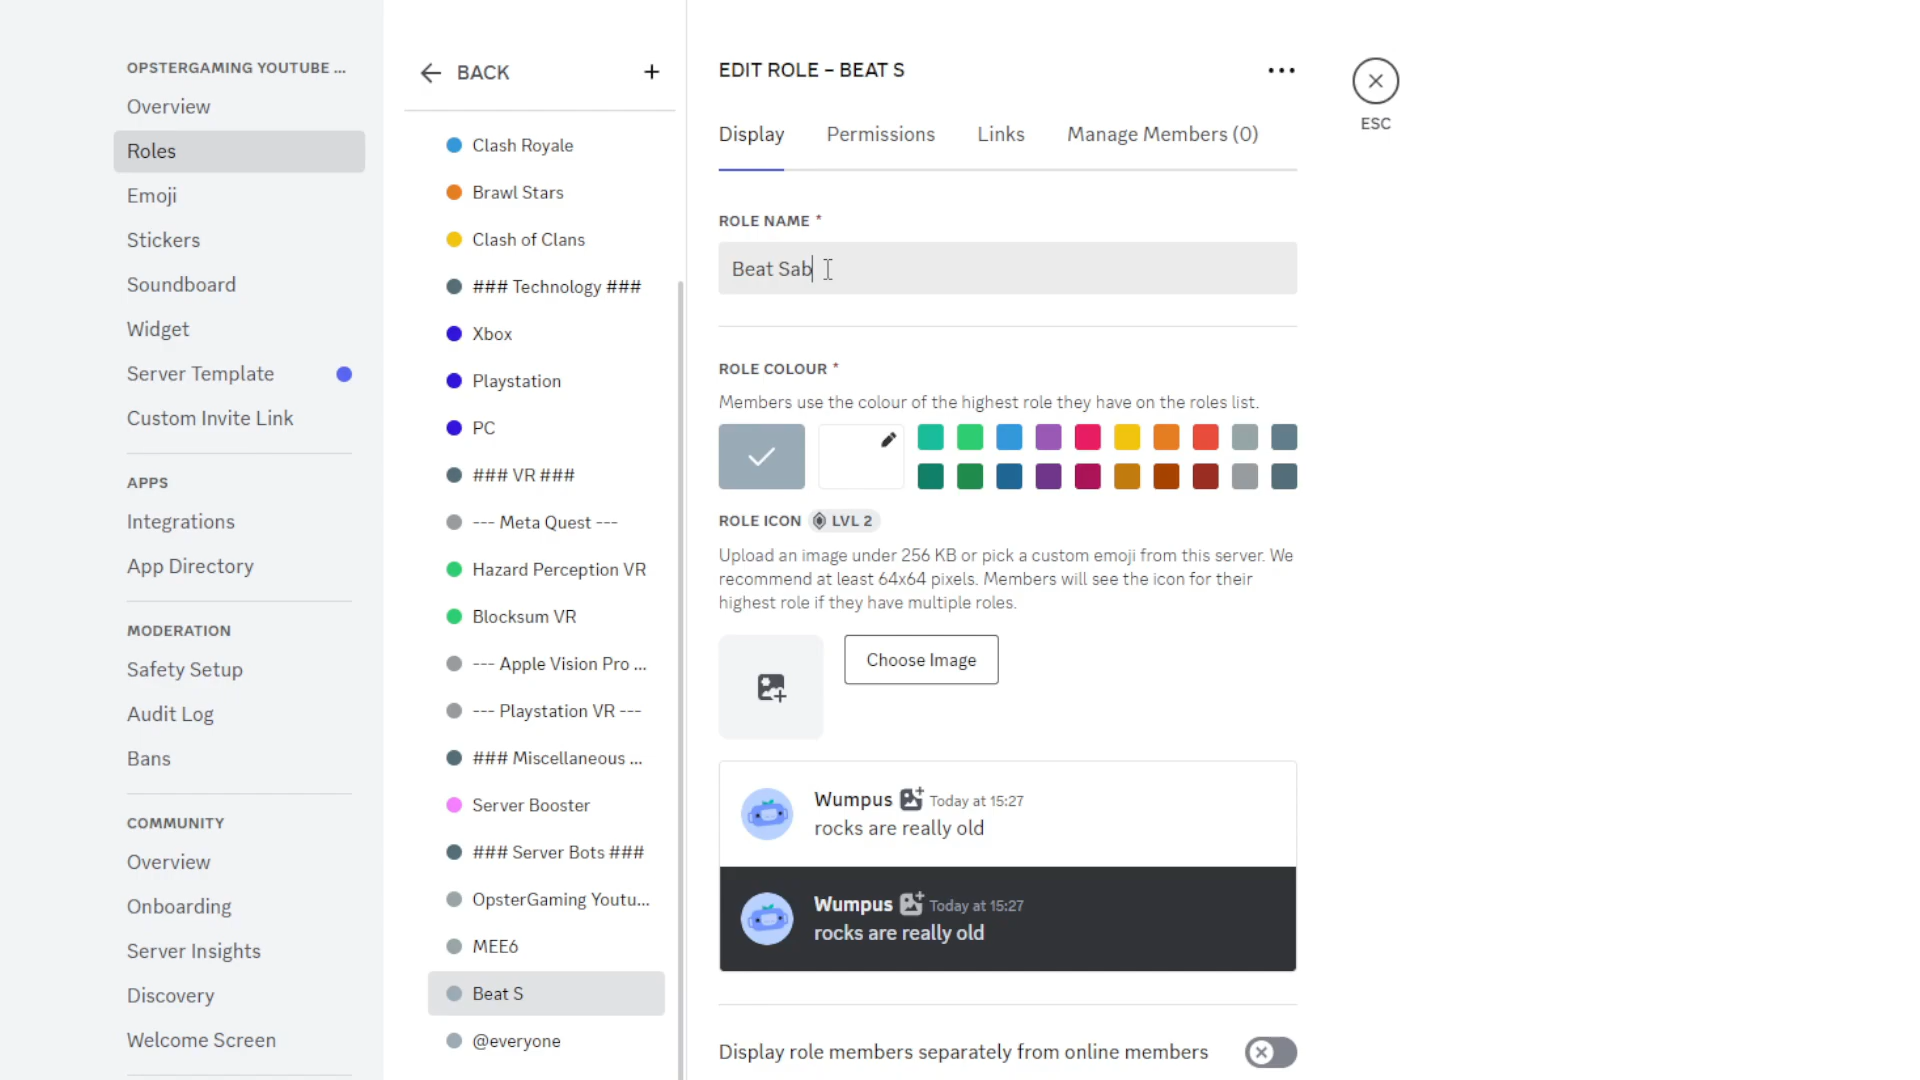 OPSTERGAMING YOUTUBE ...
Overview
Roles
Emoji
Stickers
Soundboard
Widget
Server Template
Custom Invite Link
APPS
Integrations
App Directory
MODERATION
Safety Setup
Audit Log
Bans
COMMUNITY
Overview
Onboarding
Server Insights
Discovery
Welcome Screen
BACK
Clash Royale
Brawl Stars
Clash of Clans
### Technology ###
Xbox
Playstation
PC
### VR ###
--- Meta Quest ---
Hazard Perception VR
Blocksum VR
--- Apple Vision Pro ...
--- Playstation VR ---
### Miscellaneous ...
Server Booster
### Server Bots ###
OpsterGaming Youtu...
MEE6
Beat S
@everyone
EDIT ROLE – BEAT S
Display Permissions Links Manage Members (0)
ROLE NAME *
Beat Sab
ROLE COLOUR *
Members use the colour of the highest role they have on the roles list.
ROLE ICON LVL 2
Upload an image under 256 KB or pick a custom emoji from this server. We
recommend at least 64x64 pixels. Members will see the icon for their
highest role if they have multiple roles.
Choose Image
Wumpus Today at 15:27
rocks are really old
Wumpus Today at 15:27
rocks are really old
Display role members separately from online members
ESC